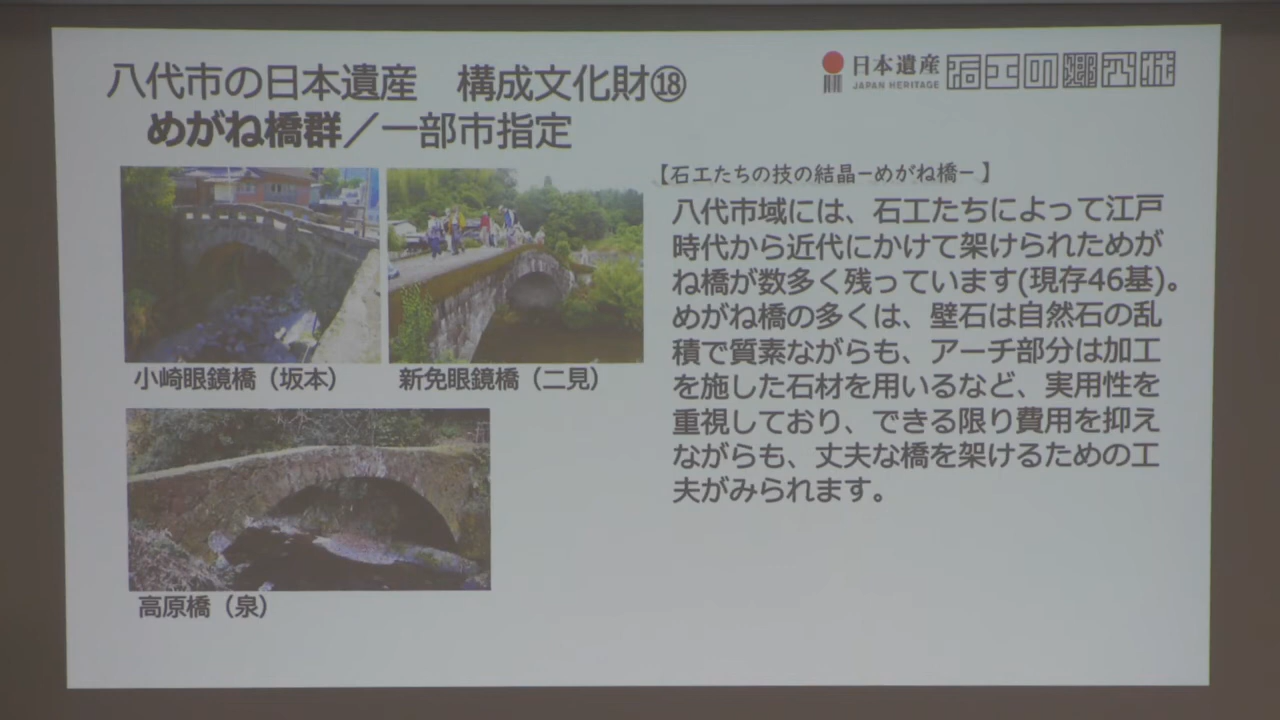 八代市の日本遺産　構成文化財⑱
めがね橋群／一部市指定
日本遺産
JAPAN HERITAGE
石工の郷八代
【石工たちの技の結晶−めがね橋−】
八代市域には、石工たちによって江戸
時代から近代にかけて架けられためが
ね橋が数多く残っています(現存46基)。
めがね橋の多くは、壁石は自然石の乱
積で質素ながらも、アーチ部分は加工
を施した石材を用いるなど、実用性を
重視しており、できる限り費用を抑え
ながらも、丈夫な橋を架けるための工
夫がみられます。
小崎眼鏡橋（坂本）
新免眼鏡橋（二見）
高原橋（泉）